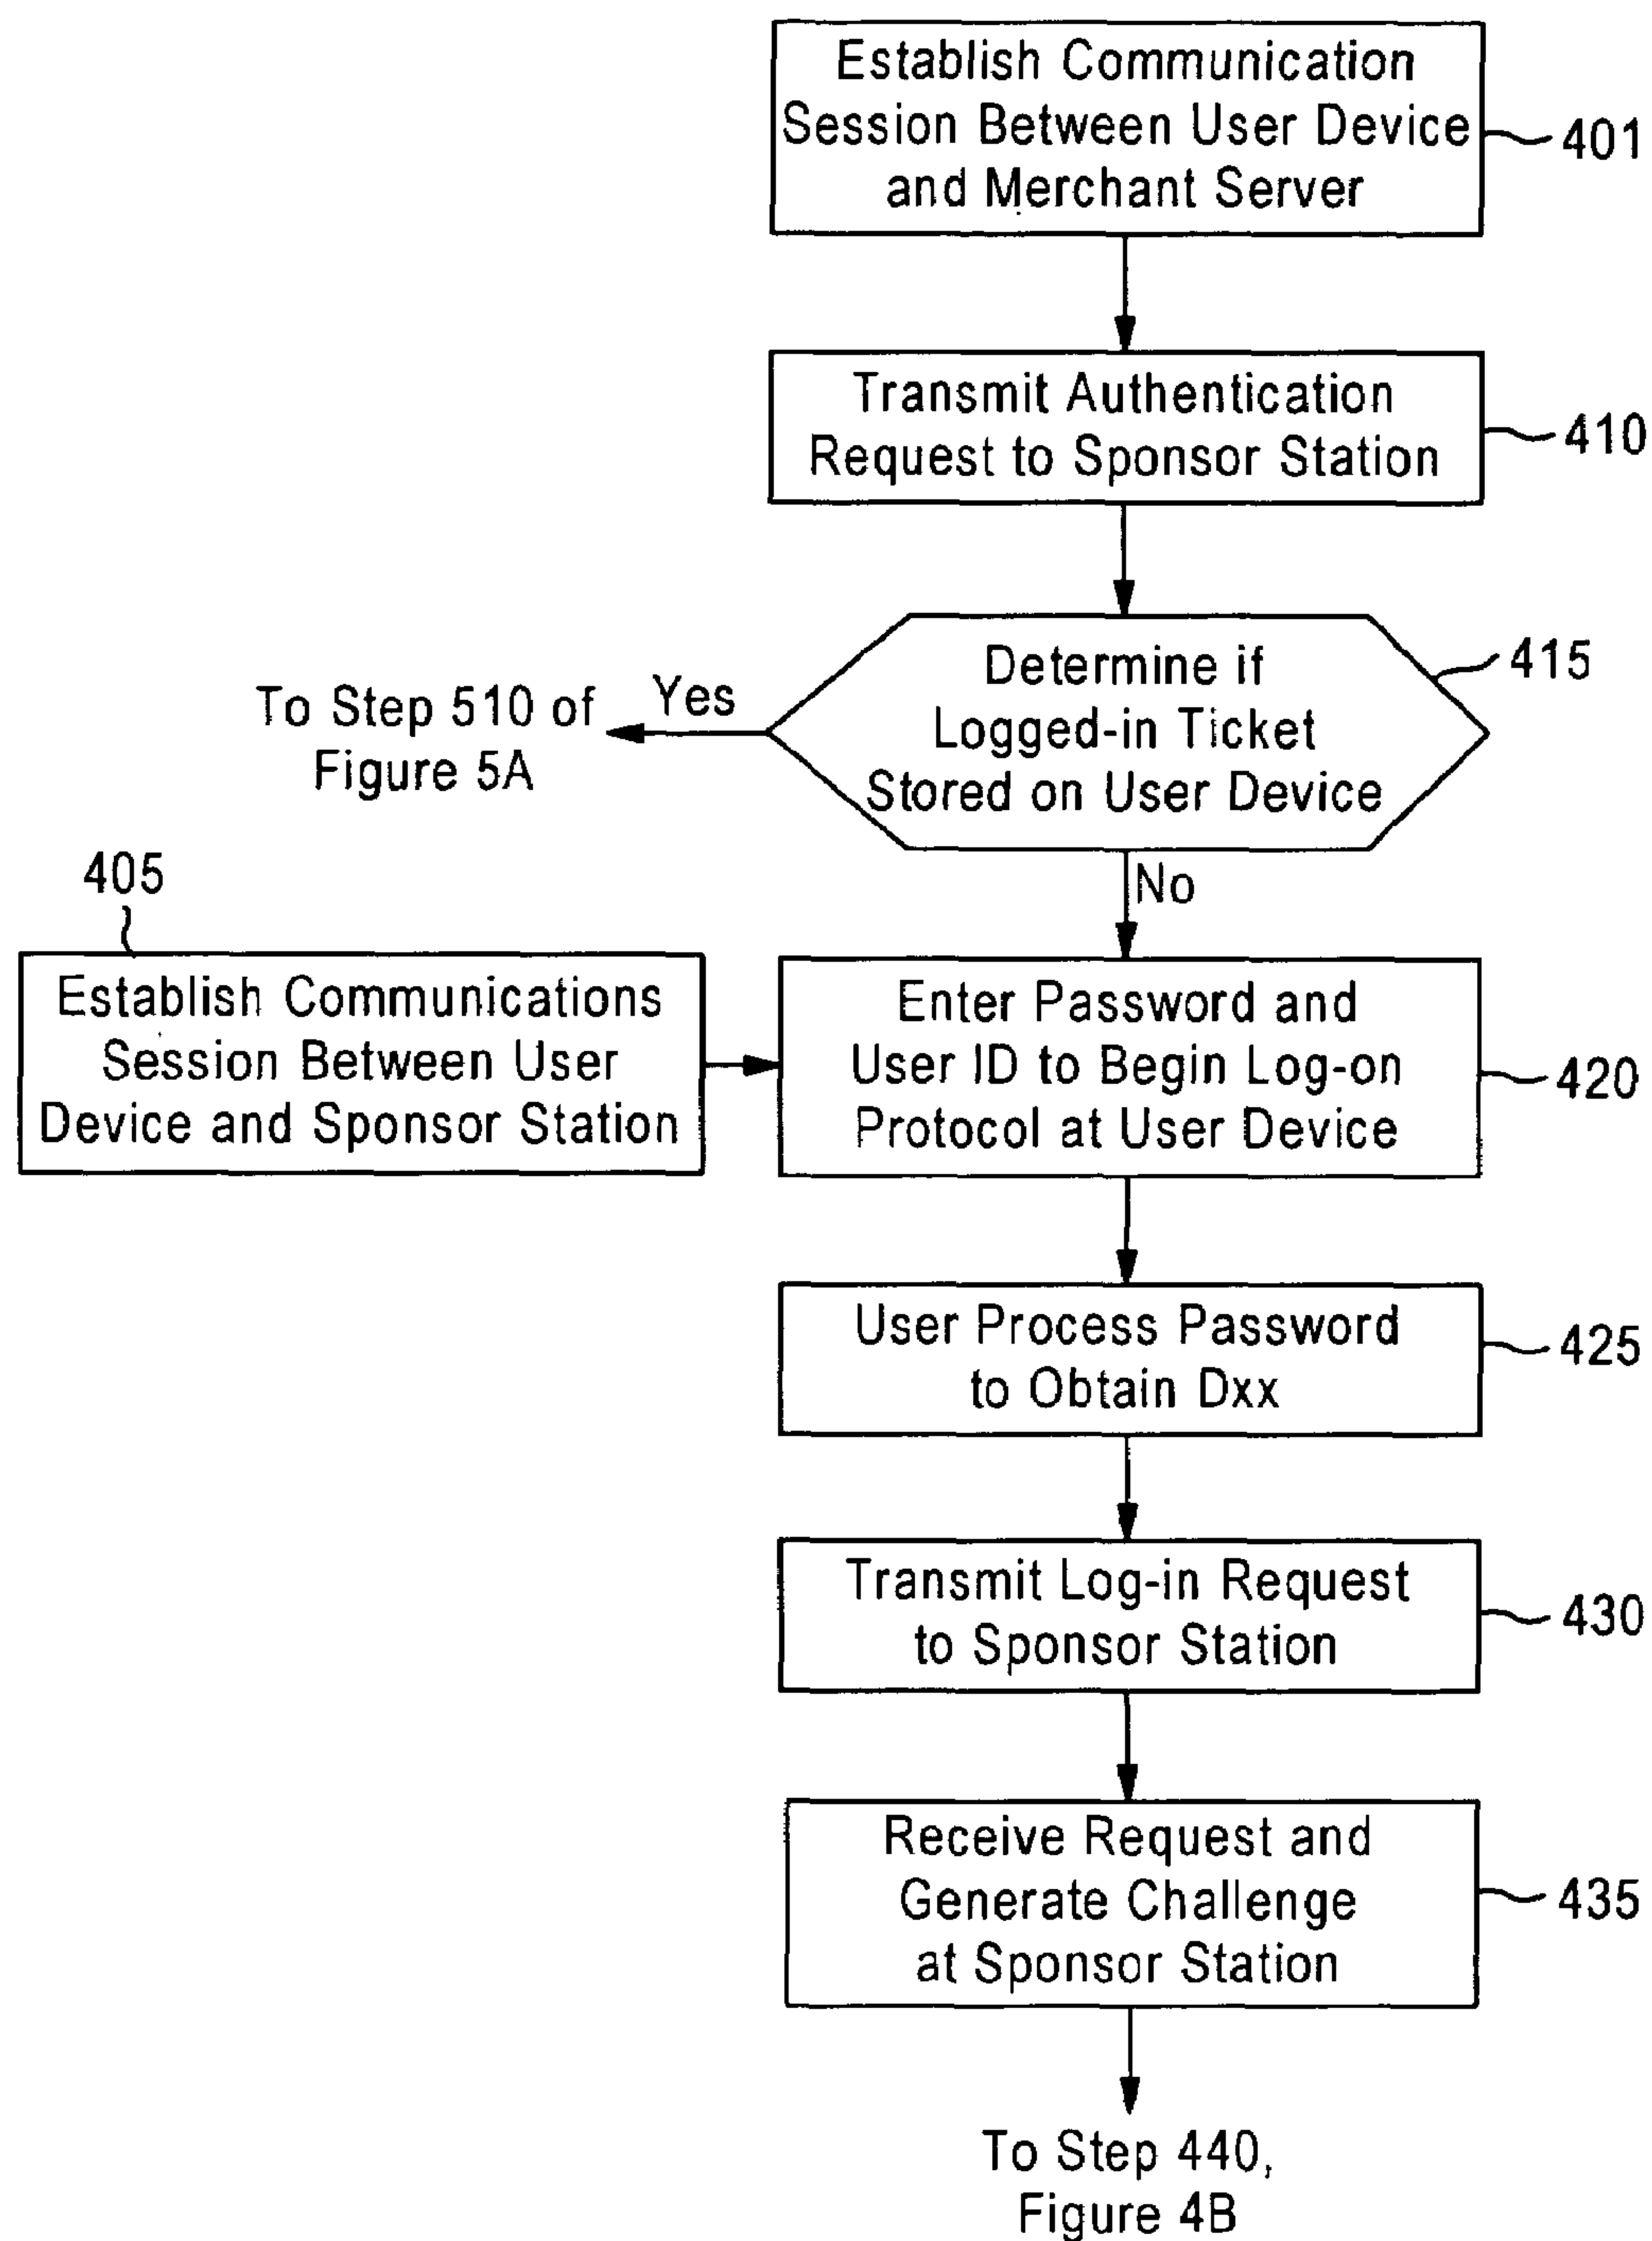 Establish Communication
Session Between User Device
and Merchant Server
401
Transmit Authentication
Request to Sponsor Station
410
Determine if
Logged-in Ticket
Stored on User Device
415
Yes
To Step 510 of
Figure 5A
No
405
Establish Communications
Session Between User
Device and Sponsor Station
Enter Password and
User ID to Begin Log-on
Protocol at User Device
420
User Process Password
to Obtain Dxx
425
Transmit Log-in Request
to Sponsor Station
430
Receive Request and
Generate Challenge
at Sponsor Station
435
To Step 440,
Figure 4B